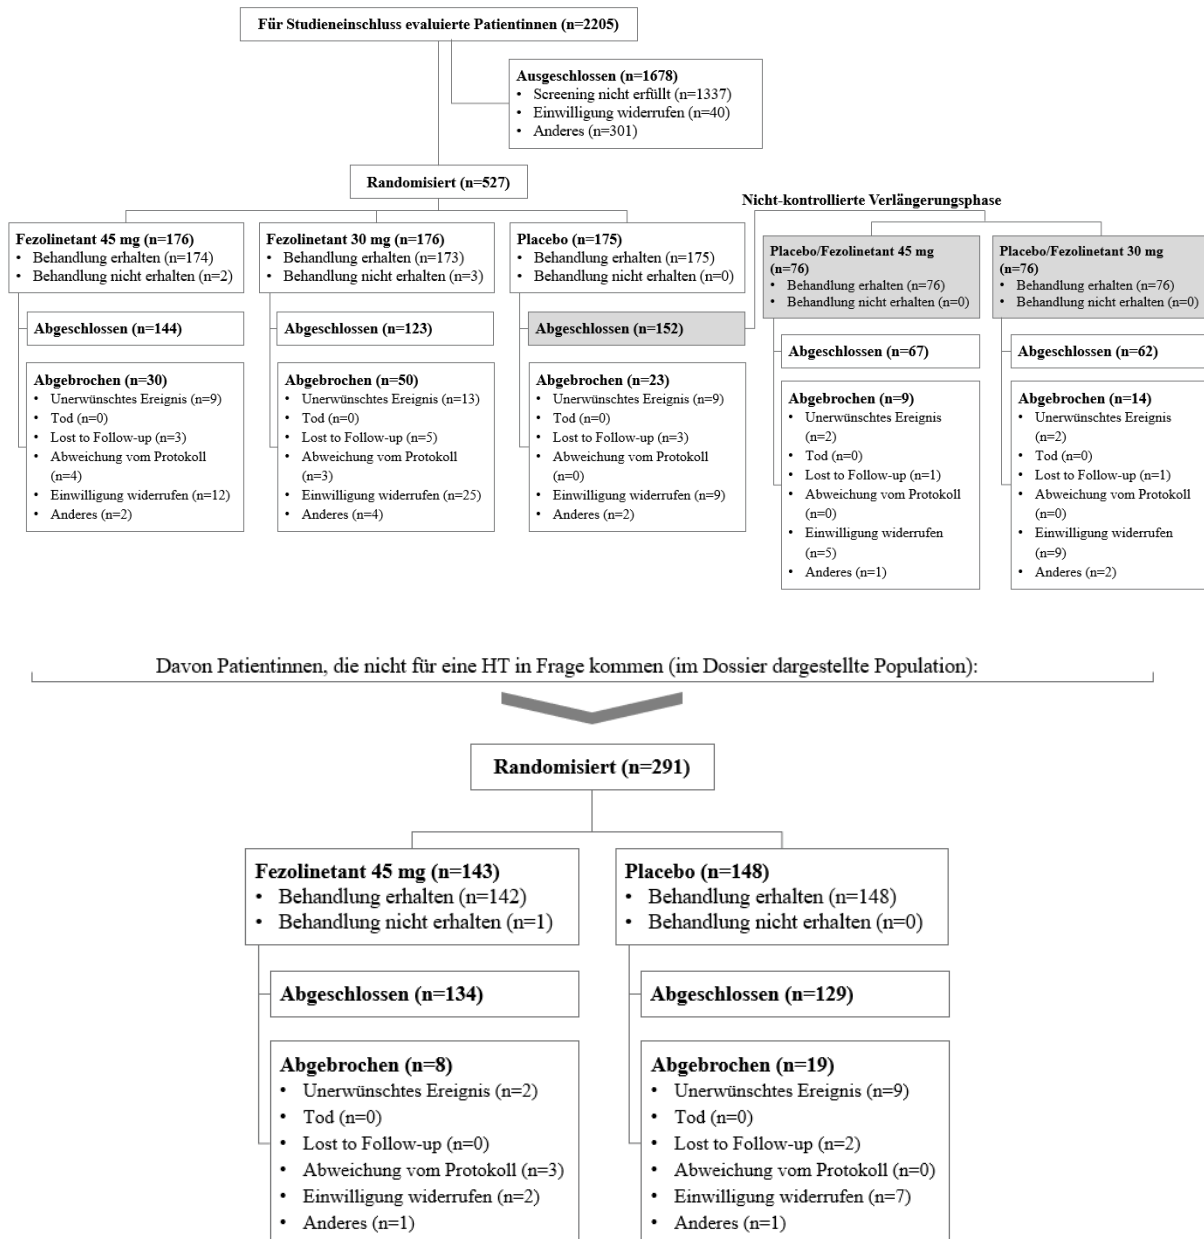 Für Studieneinschluss evaluierte Patientinnen (n=2205)
Ausgeschlossen (n=1678)
• Screening nicht erfüllt (n=1337)
• Einwilligung widerrufen (n=40)
• Anderes (n=301)
Randomisiert (n=527)
Nicht-kontrollierte Verlängerungsphase
Fezolinetant 45 mg (n=176)
• Behandlung erhalten (n=174)
• Behandlung nicht erhalten (n=2)
Abgeschlossen (n=144)
Abgebrochen (n=30)
• Unerwünschtes Ereignis (n=9)
• Tod (n=0)
• Lost to Follow-up (n=3)
• Abweichung vom Protokoll
(n=4)
• Einwilligung widerrufen (n=12)
• Anderes (n=2)
Fezolinetant 30 mg (n=176)
• Behandlung erhalten (n=173)
• Behandlung nicht erhalten (n=3)
Abgeschlossen (n=123)
Abgebrochen (n=50)
• Unerwünschtes Ereignis (n=13)
• Tod (n=0)
• Lost to Follow-up (n=5)
• Abweichung vom Protokoll
(n=3)
• Einwilligung widerrufen (n=25)
• Anderes (n=4)
Placebo (n=175)
• Behandlung erhalten (n=175)
• Behandlung nicht erhalten (n=0)
Abgeschlossen (n=152)
Abgebrochen (n=23)
• Unerwünschtes Ereignis (n=9)
• Tod (n=0)
• Lost to Follow-up (n=3)
• Abweichung vom Protokoll
(n=0)
• Einwilligung widerrufen (n=9)
• Anderes (n=2)
Placebo/Fezolinetant 45 mg
(n=76)
• Behandlung erhalten (n=76)
• Behandlung nicht erhalten (n=0)
Abgeschlossen (n=67)
Abgebrochen (n=9)
• Unerwünschtes Ereignis
(n=2)
• Tod (n=0)
• Lost to Follow-up (n=1)
• Abweichung vom Protokoll
(n=0)
• Einwilligung widerrufen
(n=5)
• Anderes (n=1)
Placebo/Fezolinetant 30 mg
(n=76)
• Behandlung erhalten (n=76)
• Behandlung nicht erhalten (n=0)
Abgeschlossen (n=62)
Abgebrochen (n=14)
• Unerwünschtes Ereignis
(n=2)
• Tod (n=0)
• Lost to Follow-up (n=1)
• Abweichung vom Protokoll
(n=0)
• Einwilligung widerrufen
(n=9)
• Anderes (n=2)
Davon Patientinnen, die nicht für eine HT in Frage kommen (im Dossier dargestellte Population):
Randomisiert (n=291)
Fezolinetant 45 mg (n=143)
• Behandlung erhalten (n=142)
• Behandlung nicht erhalten (n=1)
Abgeschlossen (n=134)
Abgebrochen (n=8)
• Unerwünschtes Ereignis (n=2)
• Tod (n=0)
• Lost to Follow-up (n=0)
• Abweichung vom Protokoll (n=3)
• Einwilligung widerrufen (n=2)
• Anderes (n=1)
Placebo (n=148)
• Behandlung erhalten (n=148)
• Behandlung nicht erhalten (n=0)
Abgeschlossen (n=129)
Abgebrochen (n=19)
• Unerwünschtes Ereignis (n=9)
• Tod (n=0)
• Lost to Follow-up (n=2)
• Abweichung vom Protokoll (n=0)
• Einwilligung widerrufen (n=7)
• Anderes (n=1)